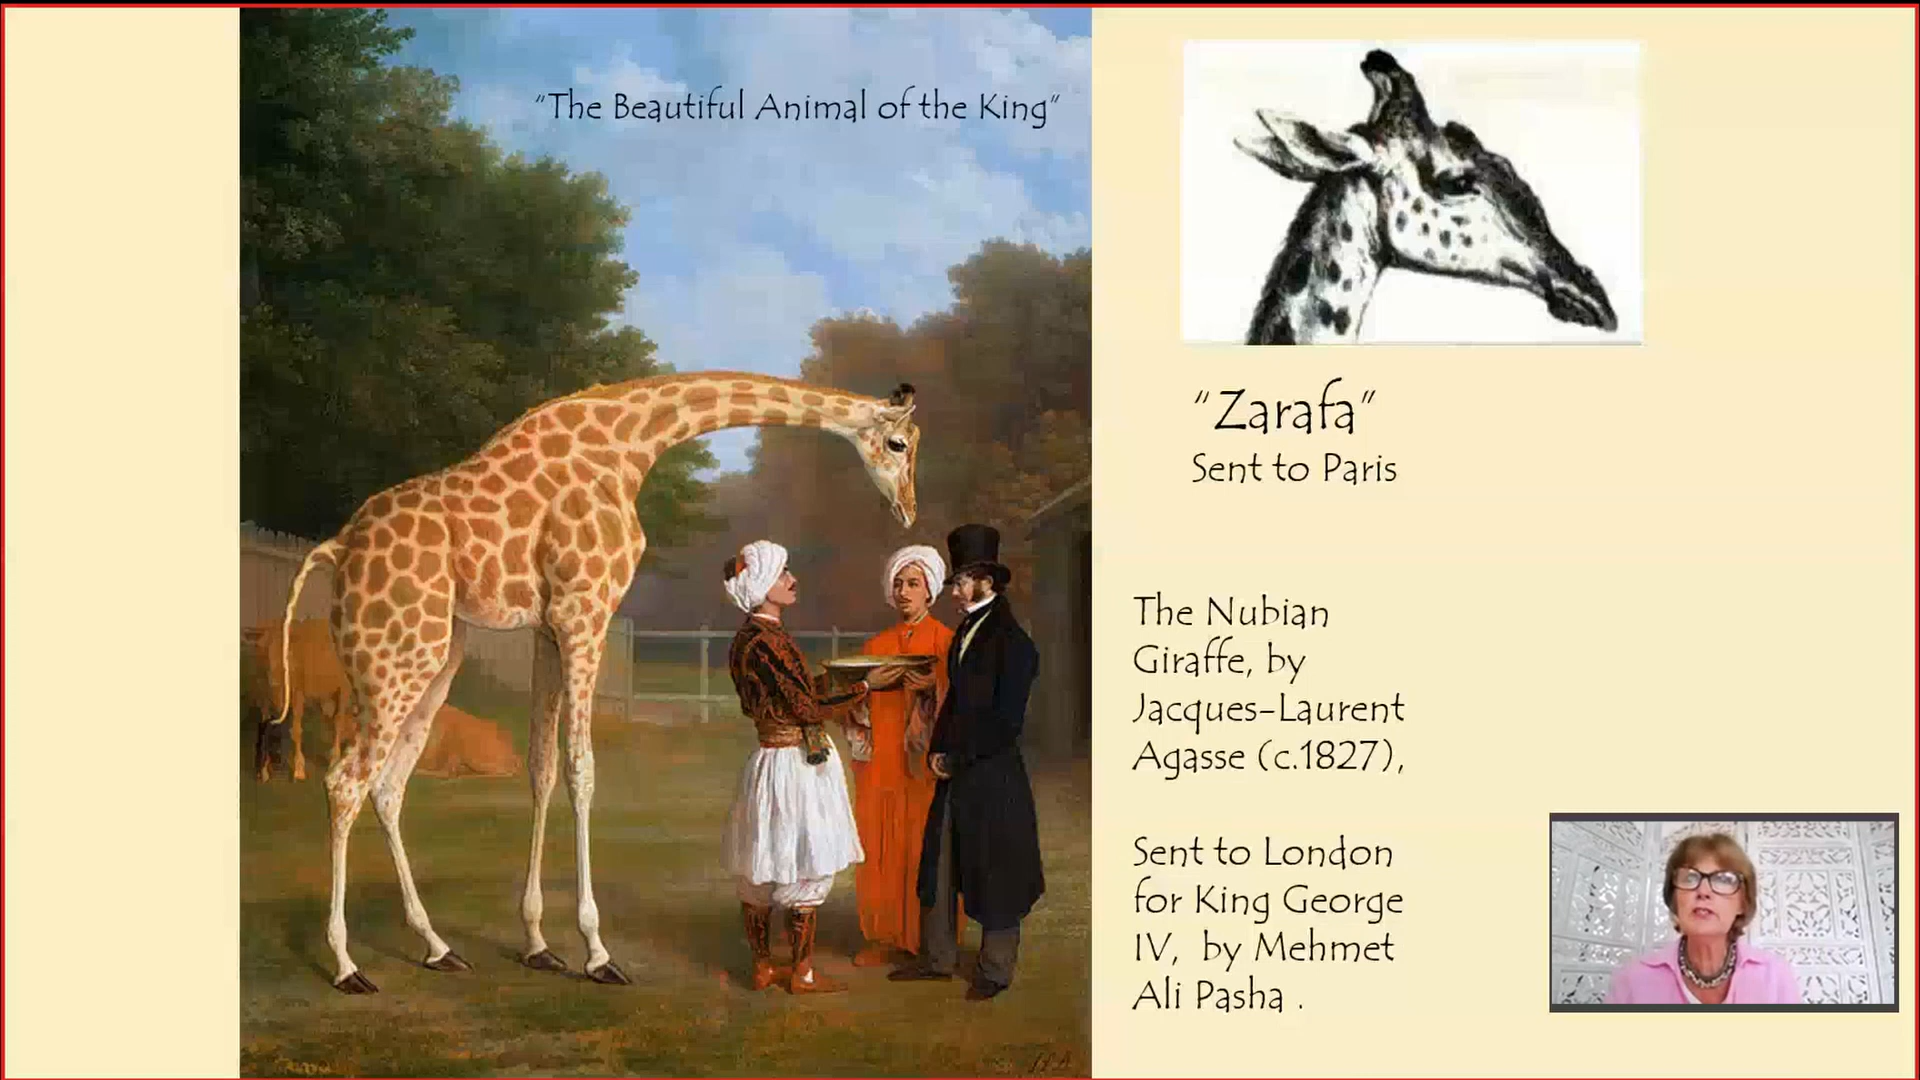 “The Beautiful Animal of the King”
“Zarafa”
Sent to Paris
The Nubian
Giraffe, by
Jacques-Laurent
Agasse (c.1827),
Sent to London
for King George
IV, by Mehmet
Ali Pasha .